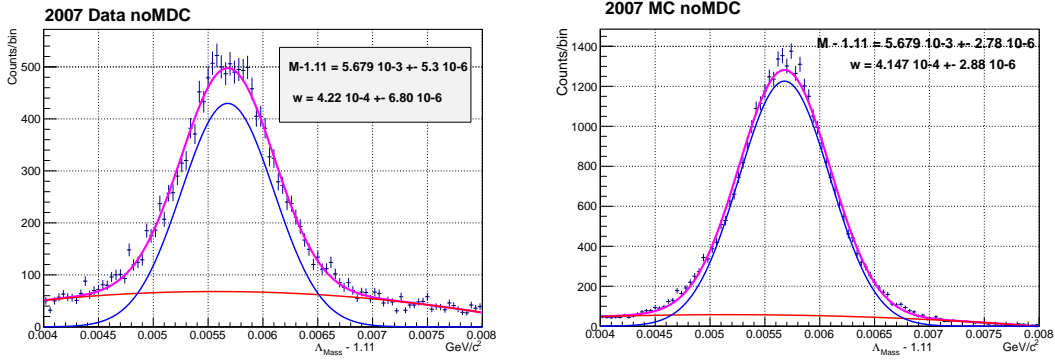 2007 Data noMDC
Counts/bin
500
400
300
200
100
0
M-1.11 = 5.679 10-3 +- 5.3 10-6
w = 4.22 10-4 +- 6.80 10-6
0.004 0.0045 0.005 0.0055 0.006 0.0065 0.007 0.0075 0.008
Λ Mass - 1.11
GeV/c²
2007 MC noMDC
Counts/bin
1400
1200
1000
800
600
400
200
0
M - 1.11 = 5.679 10-3 +- 2.78 10-6
w = 4.147 10-4 +- 2.88 10-6
0.004 0.0045 0.005 0.0055 0.006 0.0065 0.007 0.0075 0.008
Λ Mass - 1.11
GeV/c²